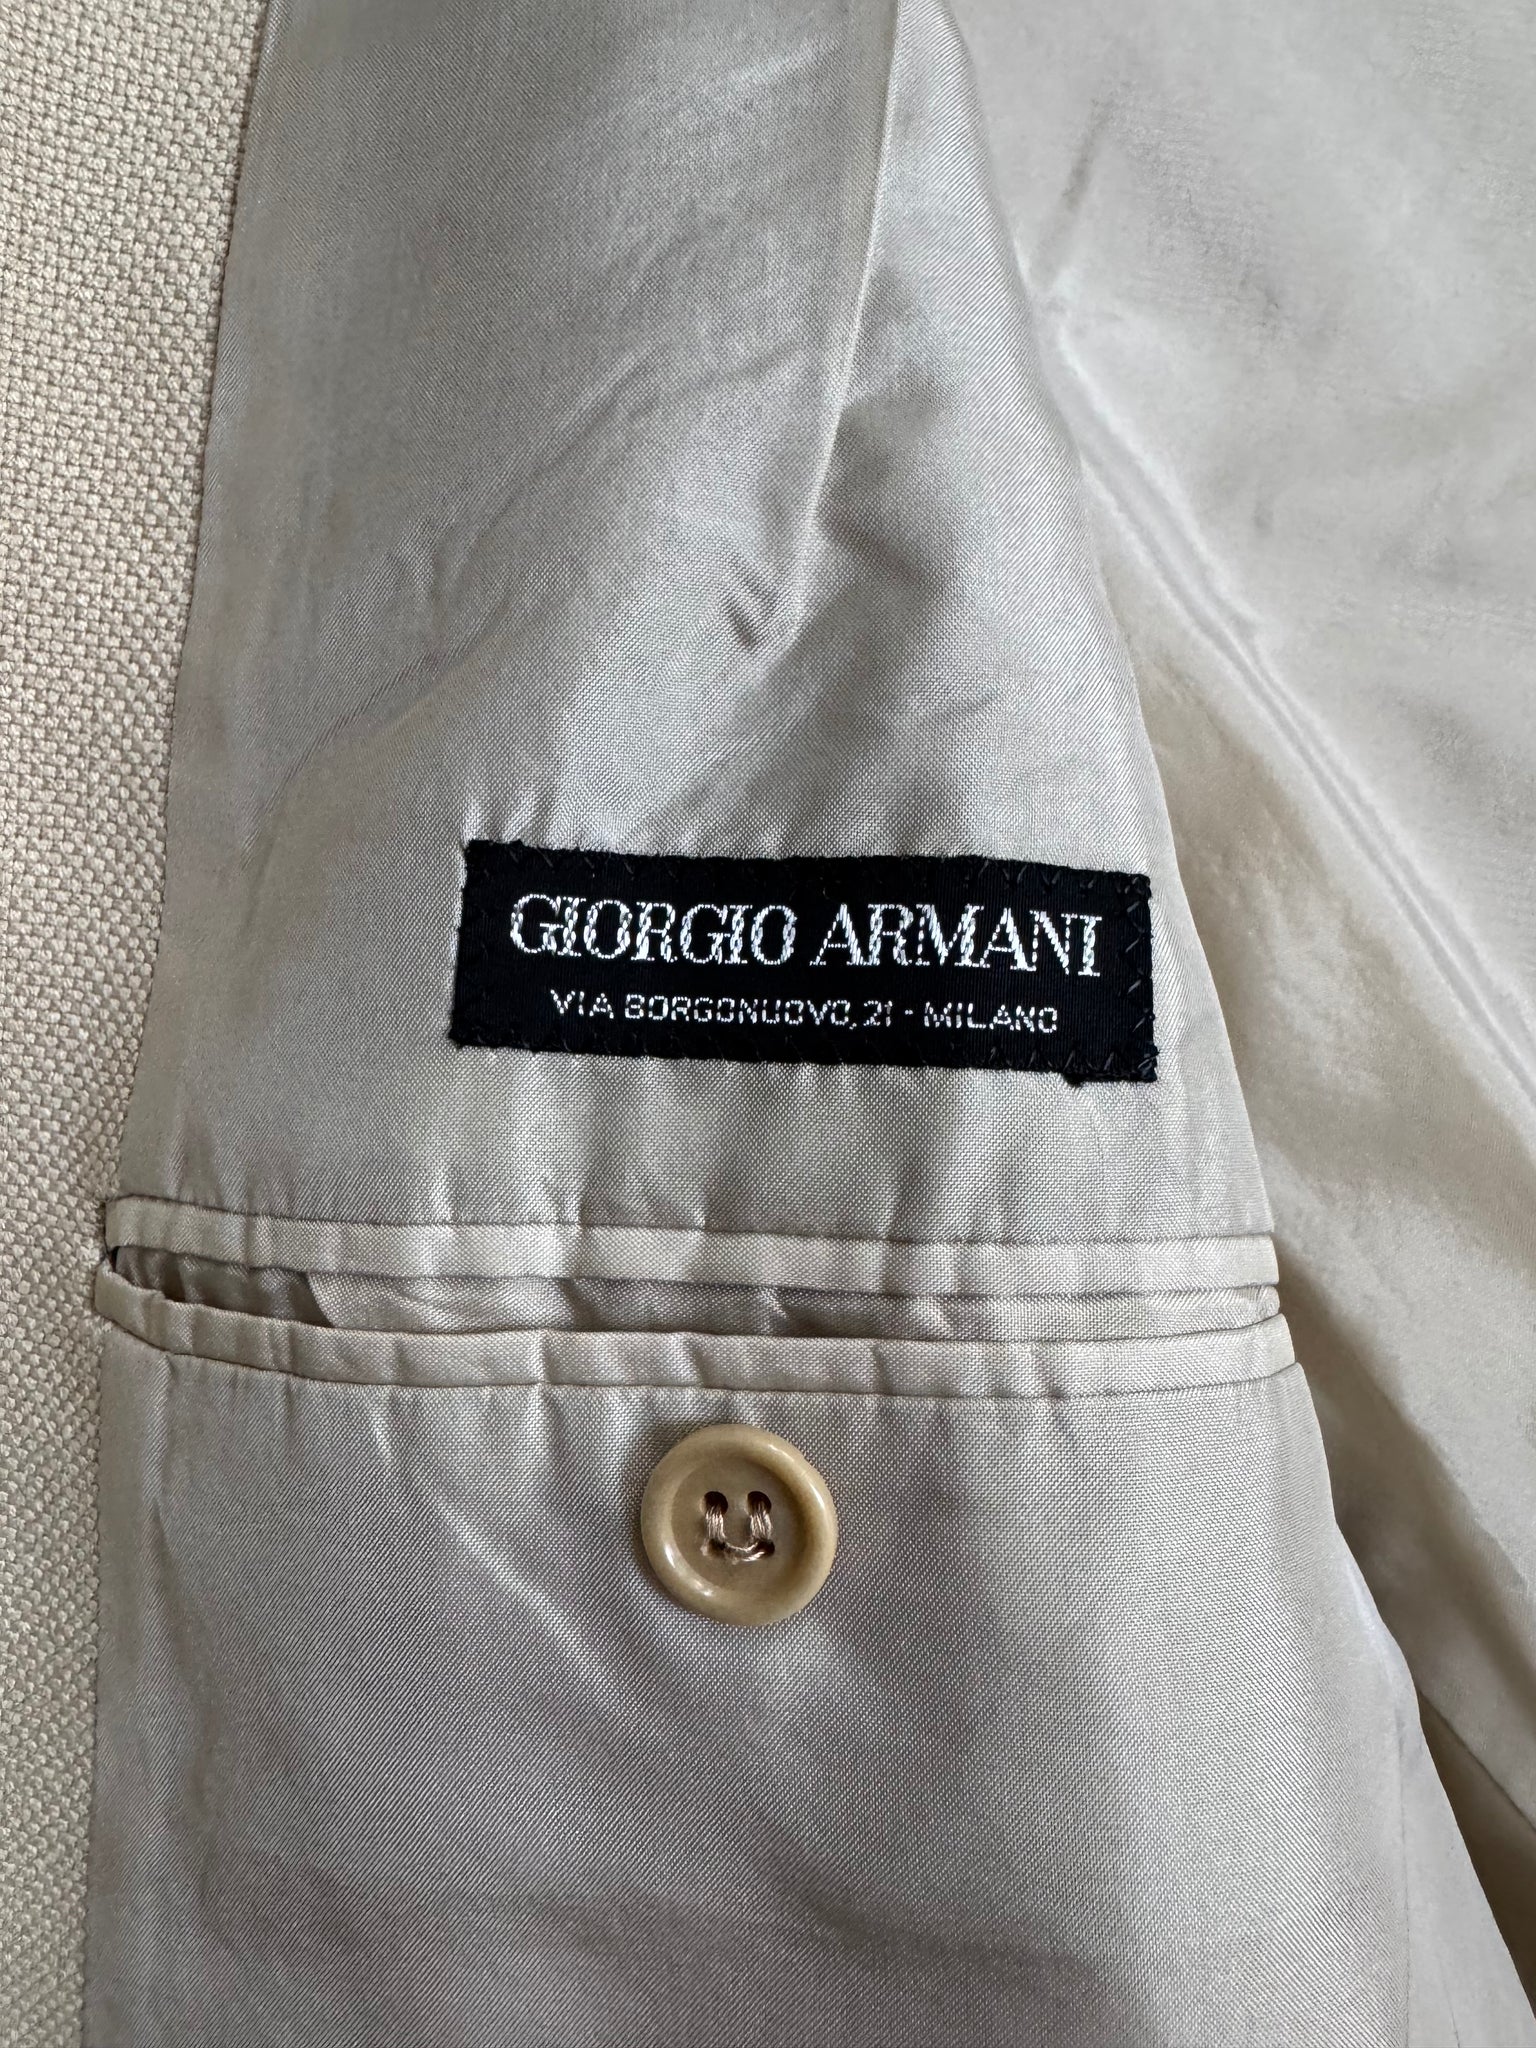 GIORGIO ARMANI
VIA BORGONUOVO, 21 - MILANO